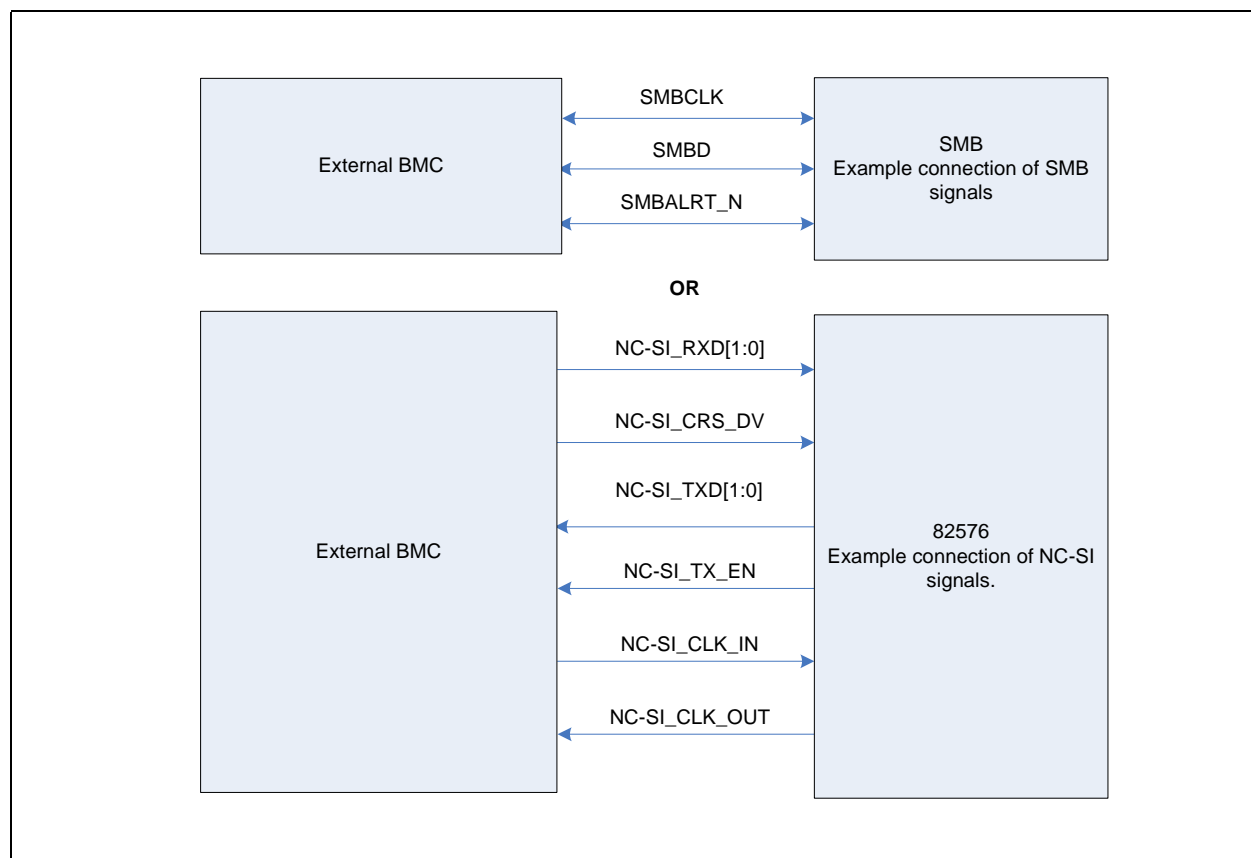 SMBCLK
External BMC
SMBD
SMBALRT_N
SMB
Example connection of SMB
signals
OR
NC-SI_RXD[1:0]
NC-SI_CRS_DV
NC-SI_TXD[1:0]
External BMC
NC-SI_TX_EN
NC-SI_CLK_IN
NC-SI_CLK_OUT
82576
Example connection of NC-SI
signals.